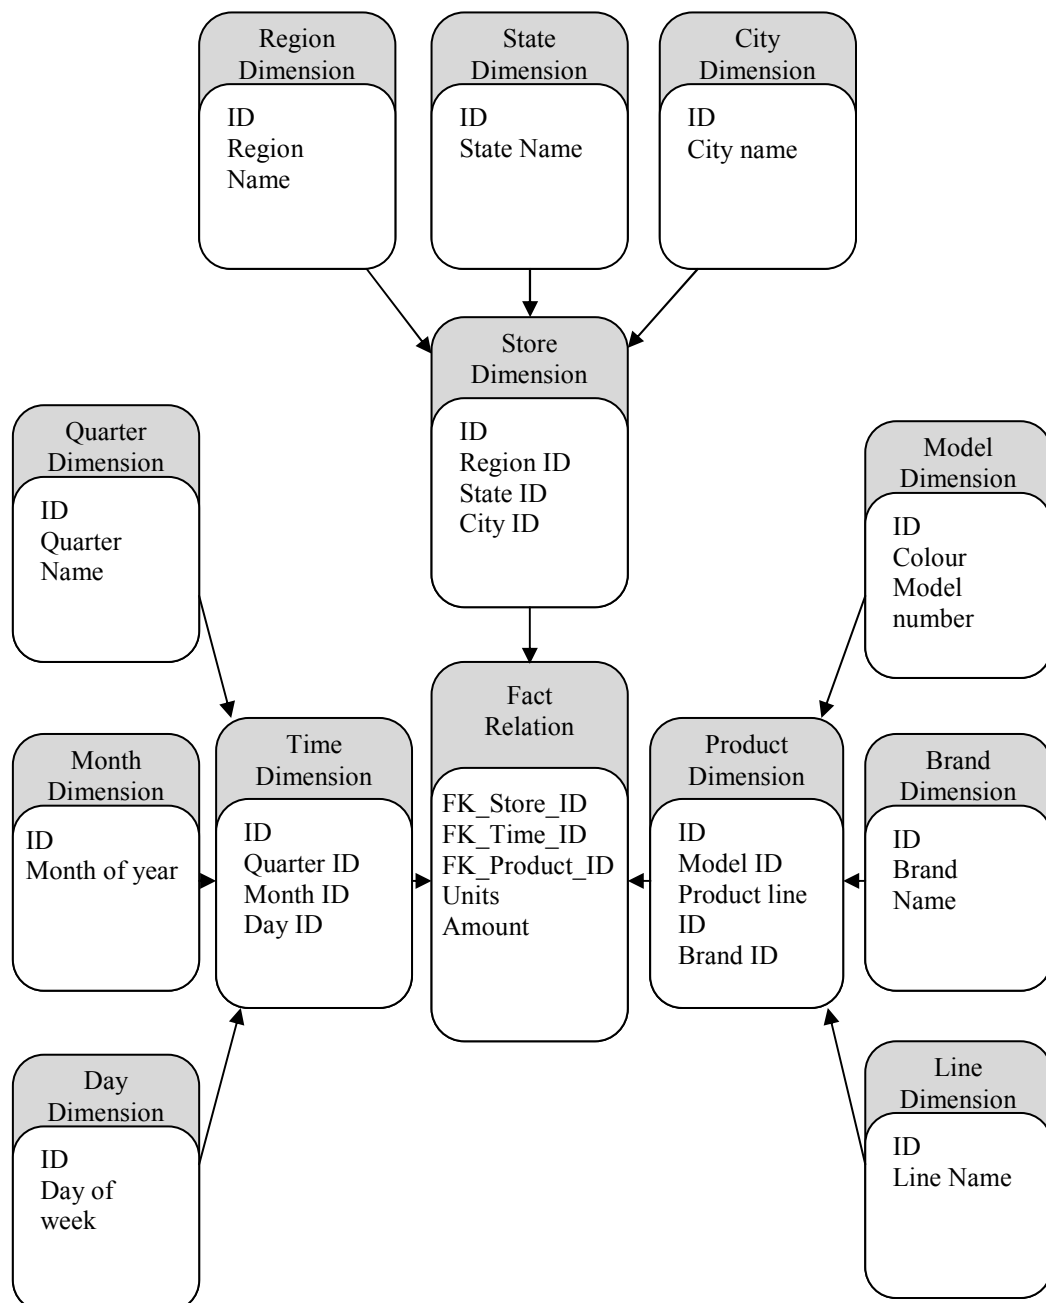 Region
Dimension
ID
Region
Name
State
Dimension
ID
State Name
City
Dimension
ID
City name
Store
Dimension
ID
Region ID
State ID
City ID
Quarter
Dimension
ID
Quarter
Name
Model
Dimension
ID
Colour
Model
number
Month
Dimension
ID
Month of year
Time
Dimension
ID
Quarter ID
Month ID
Day ID
Fact
Relation
FK_Store_ID
FK_Time_ID
FK_Product_ID
Units
Amount
Product
Dimension
ID
Model ID
Product line
ID
Brand ID
Brand
Dimension
ID
Brand
Name
Day
Dimension
ID
Day of
week
Line
Dimension
ID
Line Name